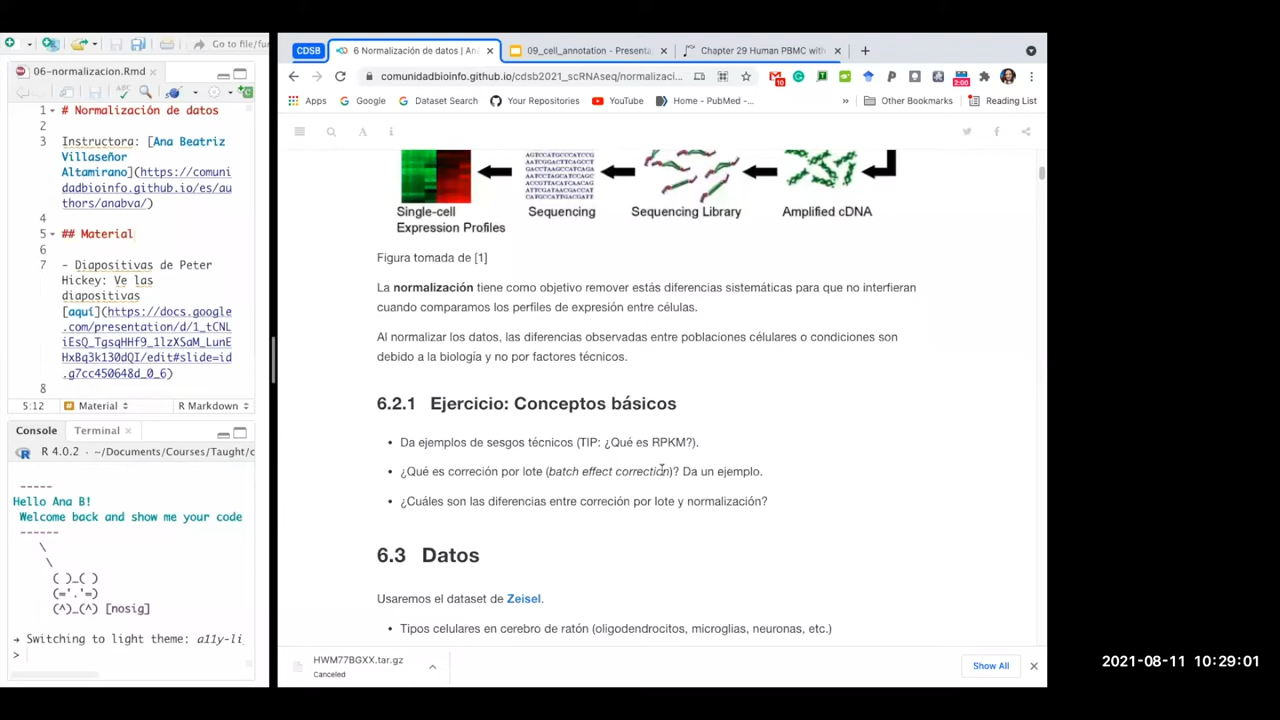 Go to file/fu
06-normalizacion.Rmd
1 # Normalización de datos
2
3 Instructora: [Ana Beatriz
Villaseñor
Altamirano](https://comuni
dadbioinfo.github.io/es/au
thors/anabva/)
4
5 ## Material
6
7 - Diapositivas de Peter
Hickey: Ve las
diapositivas
[aquí](https://docs.google
.com/presentation/d/1_tCNL
iEsQ_TgsqHHf9_1lzXSaM_LunE
HxBq3k130dQI/edit#slide=id
.g7cc450648d_0_6)
8
5:12 Material R Markdown
Console Terminal
R 4.0.2 · ~/Documents/Courses/Taught/c
-----
Hello Ana B!
Welcome back and show me your code
------
\
\
( )_( )
(='.'=)
(^)_(^) [nosig]
→ Switching to light theme: a11y-li
>
CDSB 6 Normalización de datos | An 09_cell_annotation - Presenta Chapter 29 Human PBMC with
comunidadbioinfo.github.io/cdsb2021_scRNAseq/normalizaci... 10 2:00
Apps Google Dataset Search Your Repositories YouTube Home - PubMed -... » Other Bookmarks Reading List
AGTCCATGCCCATCCG
AATCGGACTTCAGCCT
Single-cell
Expression Profiles
Sequencing
Sequencing Library
Amplified cDNA
Figura tomada de [1]
La normalización tiene como objetivo remover estás diferencias sistemáticas para que no interfieran
cuando comparamos los perfiles de expresión entre células.
Al normalizar los datos, las diferencias observadas entre poblaciones célulares o condiciones son
debido a la biología y no por factores técnicos.
6.2.1 Ejercicio: Conceptos básicos
• Da ejemplos de sesgos técnicos (TIP: ¿Qué es RPKM?).
• ¿Qué es correción por lote (batch effect correction)? Da un ejemplo.
• ¿Cuáles son las diferencias entre correción por lote y normalización?
6.3 Datos
Usaremos el dataset de Zeisel.
• Tipos celulares en cerebro de ratón (oligodendrocitos, microglias, neuronas, etc.)
HWM77BGXX.tar.gz
Canceled
Show All
2021-08-11 10:29:01